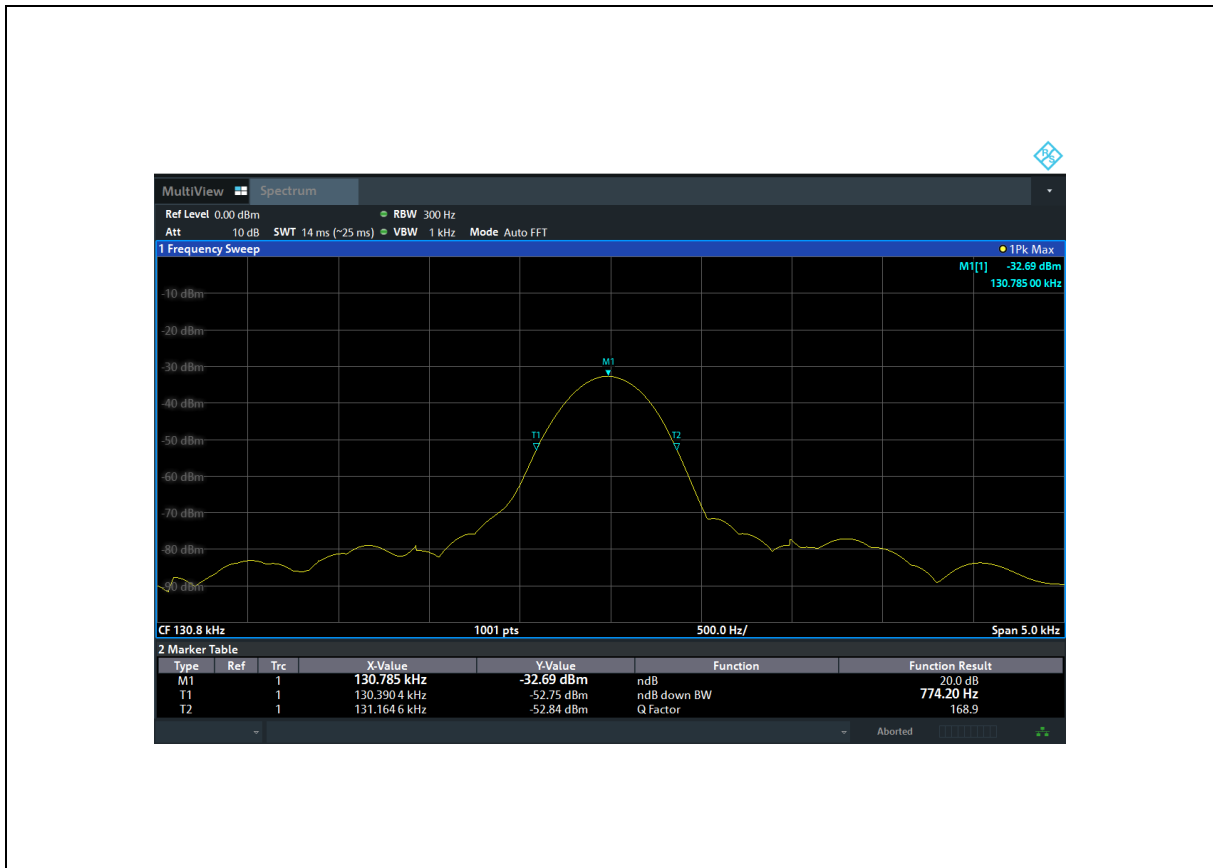 R S
MultiView Spectrum
Ref Level 0.00 dBm RBW 300 Hz
Att 10 dB SWT 14 ms (~25 ms) VBW 1 kHz Mode Auto FFT
1 Frequency Sweep 1Pk Max
M1[1] -32.69 dBm
130.785 00 kHz
-10 dBm
-20 dBm
-30 dBm
M1
-40 dBm
T1 T2
-50 dBm
-60 dBm
-70 dBm
-80 dBm
-90 dBm
CF 130.8 kHz 1001 pts 500.0 Hz/ Span 5.0 kHz
2 Marker Table
Type Ref Trc X-Value Y-Value Function Function Result
M1 1 130.785 kHz -32.69 dBm ndB 20.0 dB
T1 1 130.390 4 kHz -52.75 dBm ndB down BW 774.20 Hz
T2 1 131.164 6 kHz -52.84 dBm Q Factor 168.9
Aborted